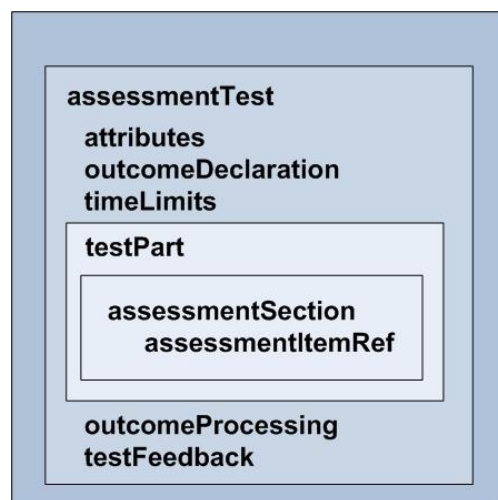 assessmentTest
attributes
outcomeDeclaration
timeLimits
testPart
assessmentSection
assessmentItemRef
outcomeProcessing
testFeedback